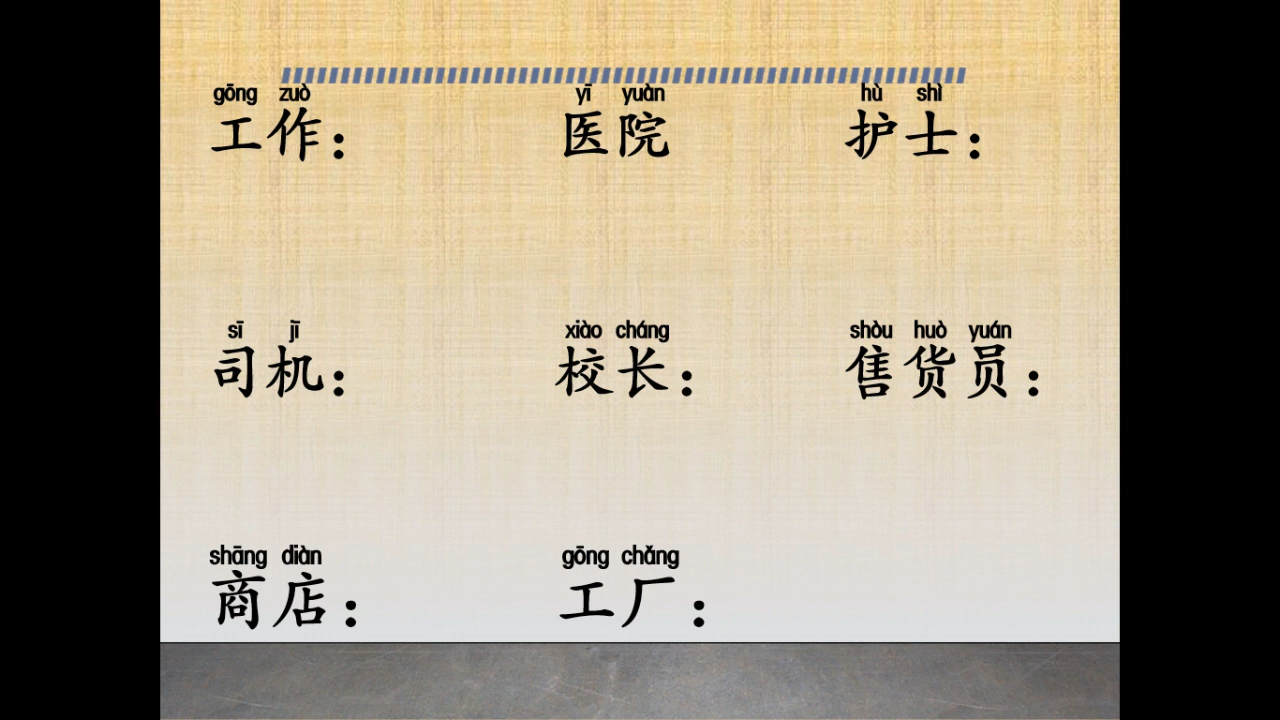 gōng zuò yī yuàn hù shì
工作： 医院 护士：
sī jī xiào cháng shòu huò yuán
司机： 校长： 售货员：
shāng diàn gōng chǎng
商店： 工厂：